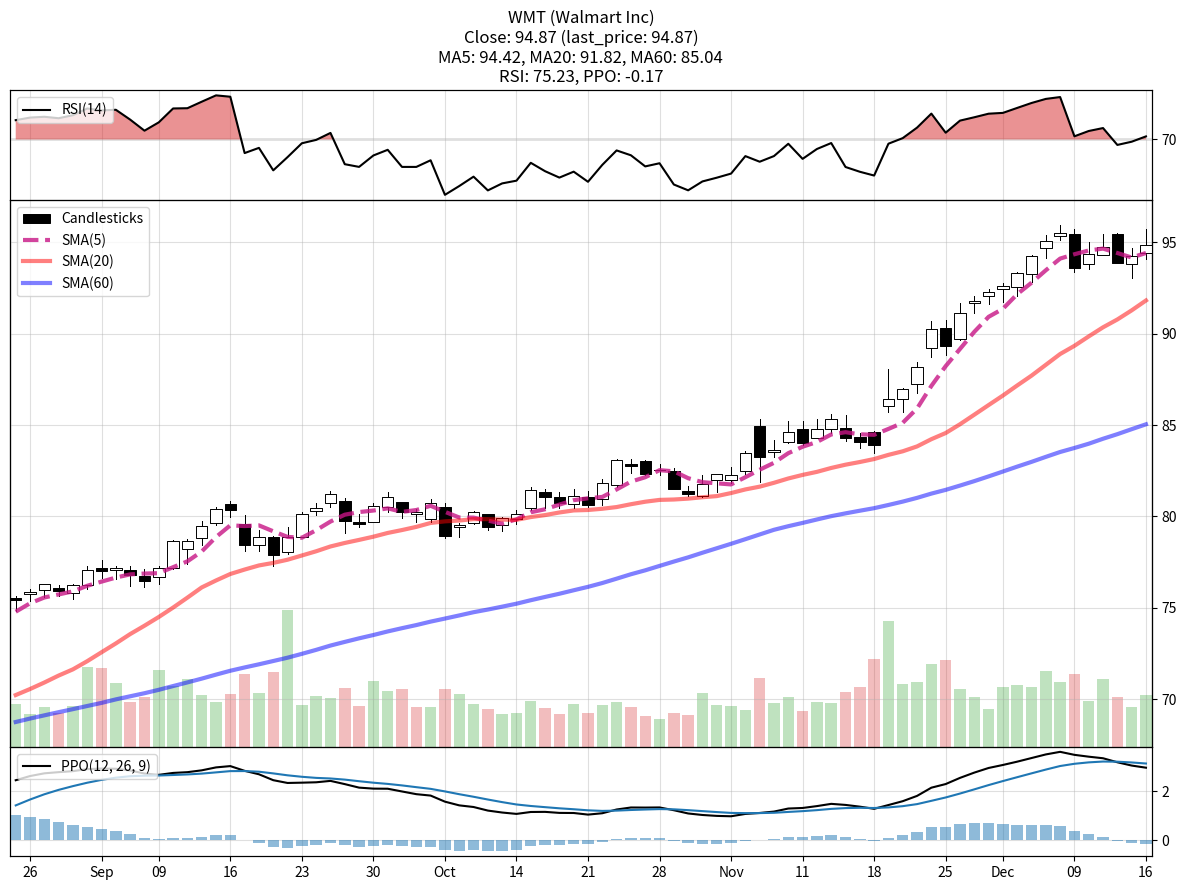 WMT (Walmart Inc)
Close: 94.87 (last_price: 94.87)
MA5: 94.42, MA20: 91.82, MA60: 85.04
RSI: 75.23, PPO: -0.17
RSI(14)
70
Candlesticks
SMA(5)
SMA(20)
SMA(60)
95
90
85
80
75
70
PPO(12, 26, 9)
2
0
26 Sep 09 16 23 30 Oct 14 21 28 Nov 11 18 25 Dec 09 16